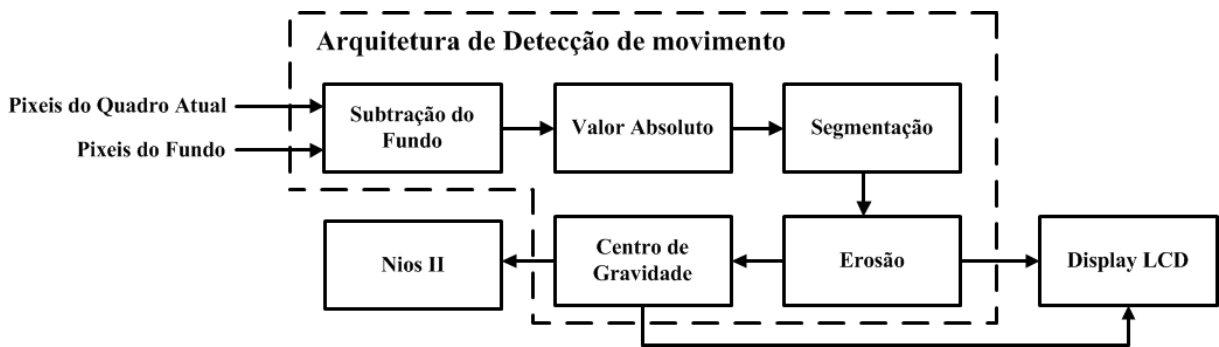 Arquitetura de Detecção de movimento
Pixeis do Quadro Atual
Pixeis do Fundo
Subtração do
Fundo
Valor Absoluto
Segmentação
Nios II
Centro de
Gravidade
Erosão
Display LCD